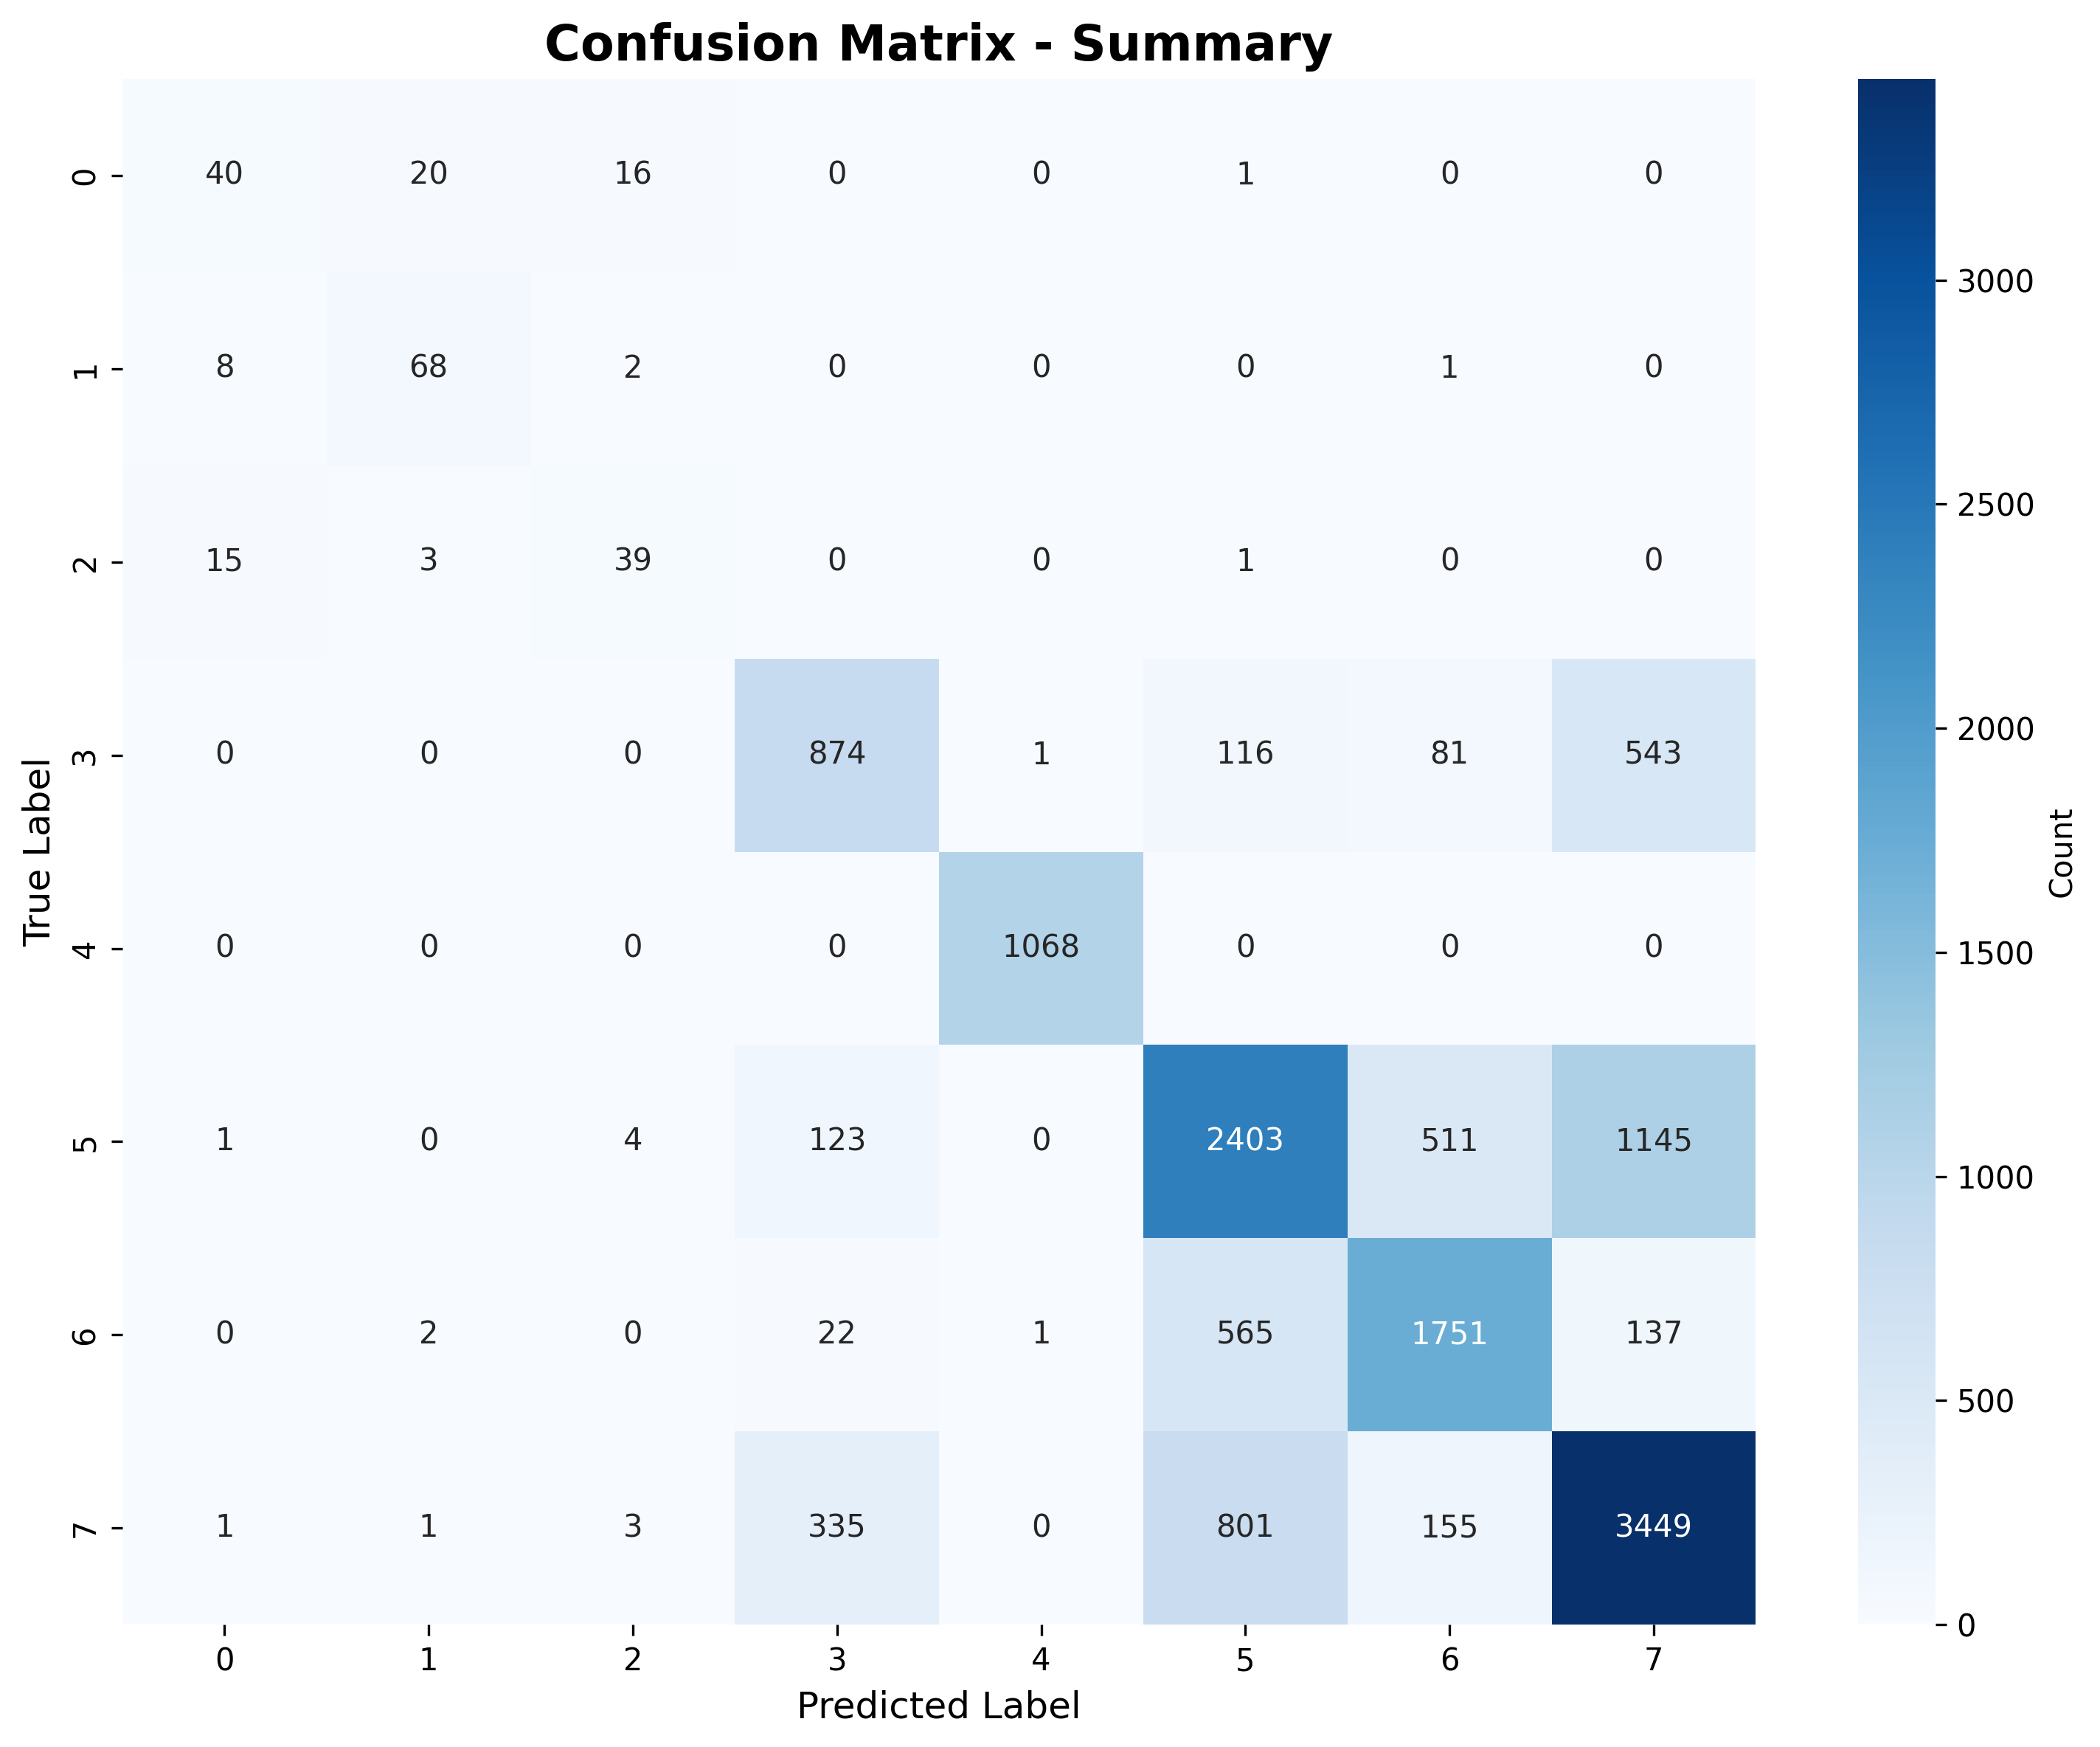 Confusion Matrix - Summary
0 40 20 16 0 0 1 0 0
1 8 68 2 0 0 0 1 0
2 15 3 39 0 0 1 0 0
3 0 0 0 874 1 116 81 543
4 0 0 0 0 1068 0 0 0
5 1 0 4 123 0 2403 511 1145
6 0 2 0 22 1 565 1751 137
7 1 1 3 335 0 801 155 3449
0 1 2 3 4 5 6 7
Predicted Label
True Label
3000
2500
2000
1500
1000
500
0
Count